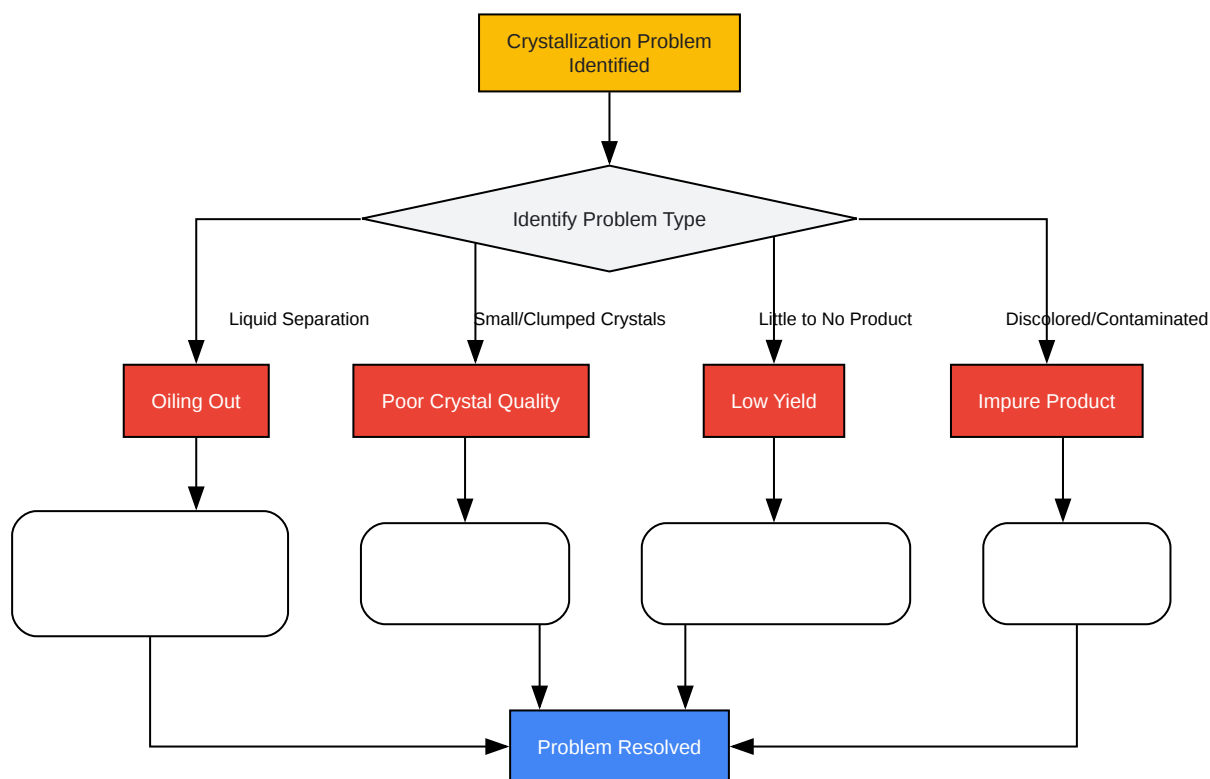 Crystallization Problem
Identified
Identify Problem Type
Liquid Separation
Small/Clumped Crystals
Little to No Product
Discolored/Contaminated
Oiling Out
Poor Crystal Quality
Low Yield
Impure Product
Problem Resolved